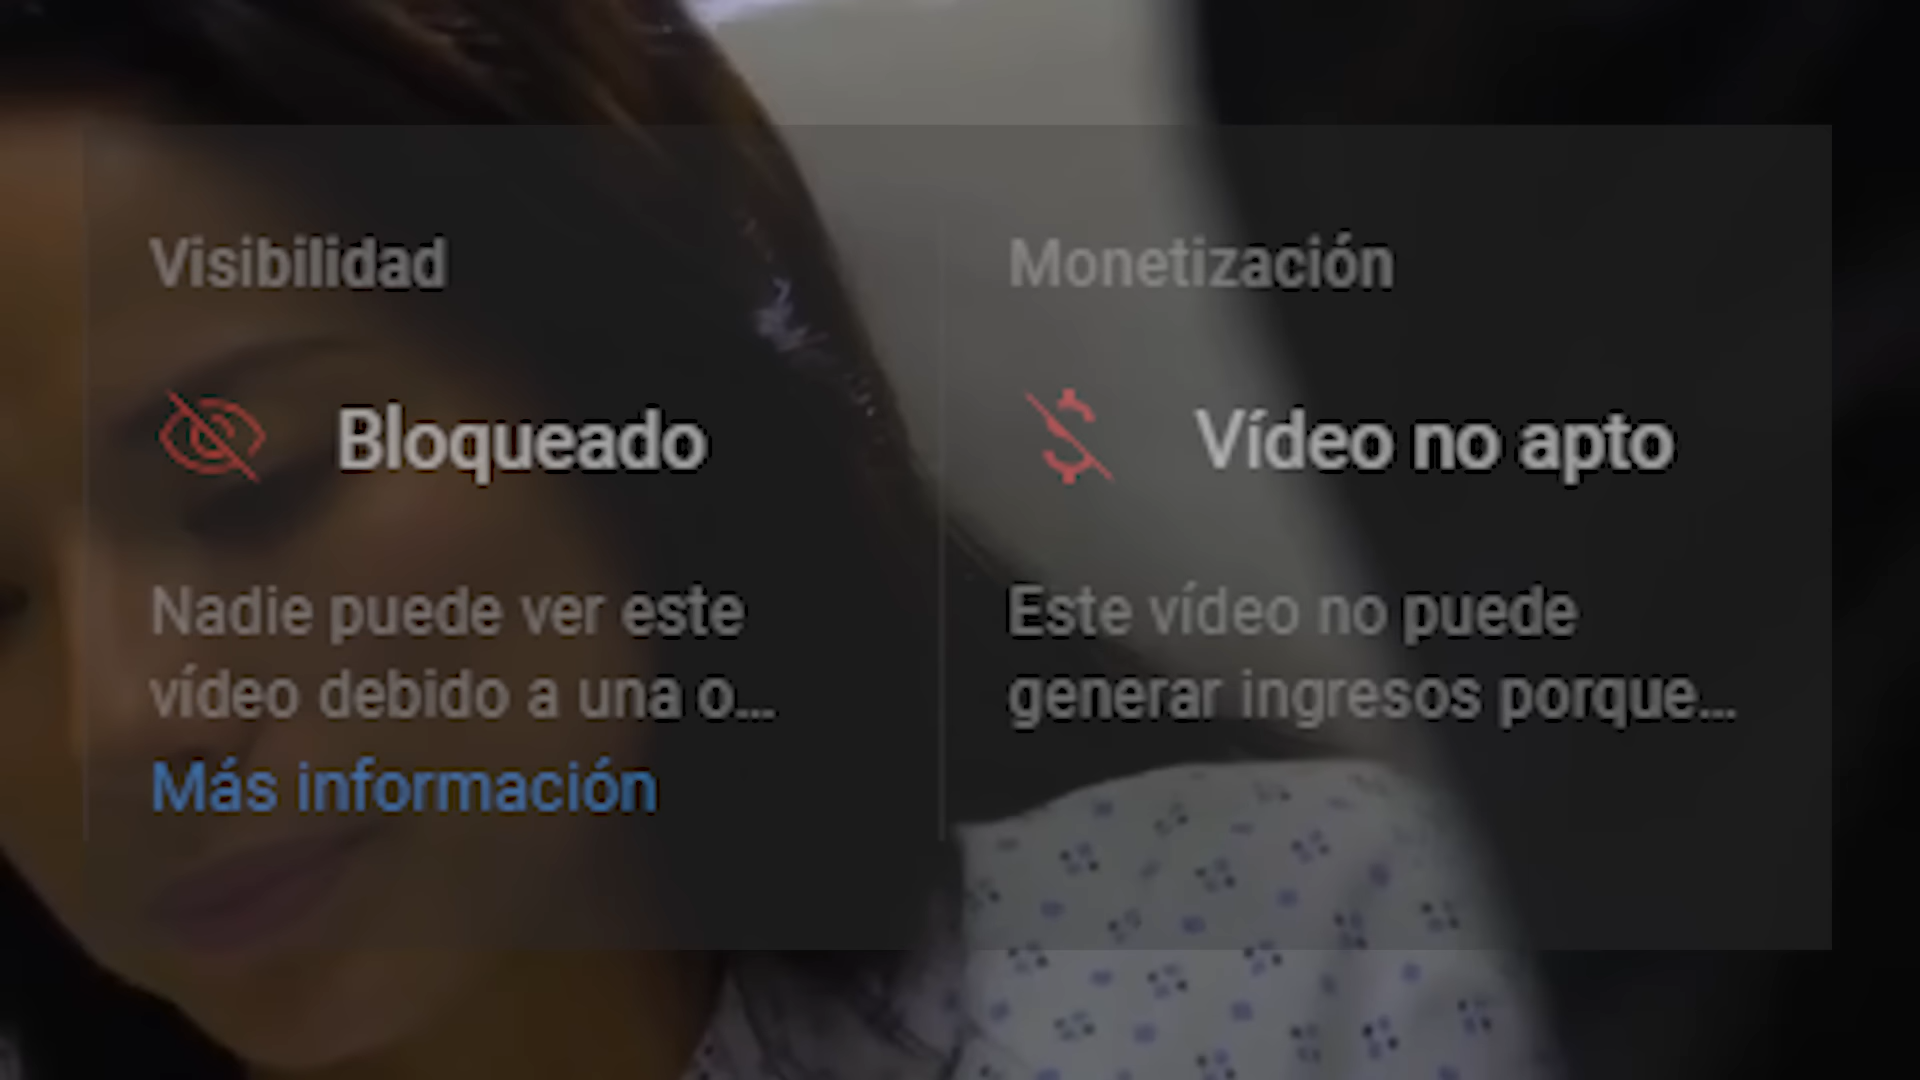 Visibilidad
Bloqueado
Nadie puede ver este
vídeo debido a una o...
Más información
Monetización
Vídeo no apto
Este vídeo no puede
generar ingresos porque...